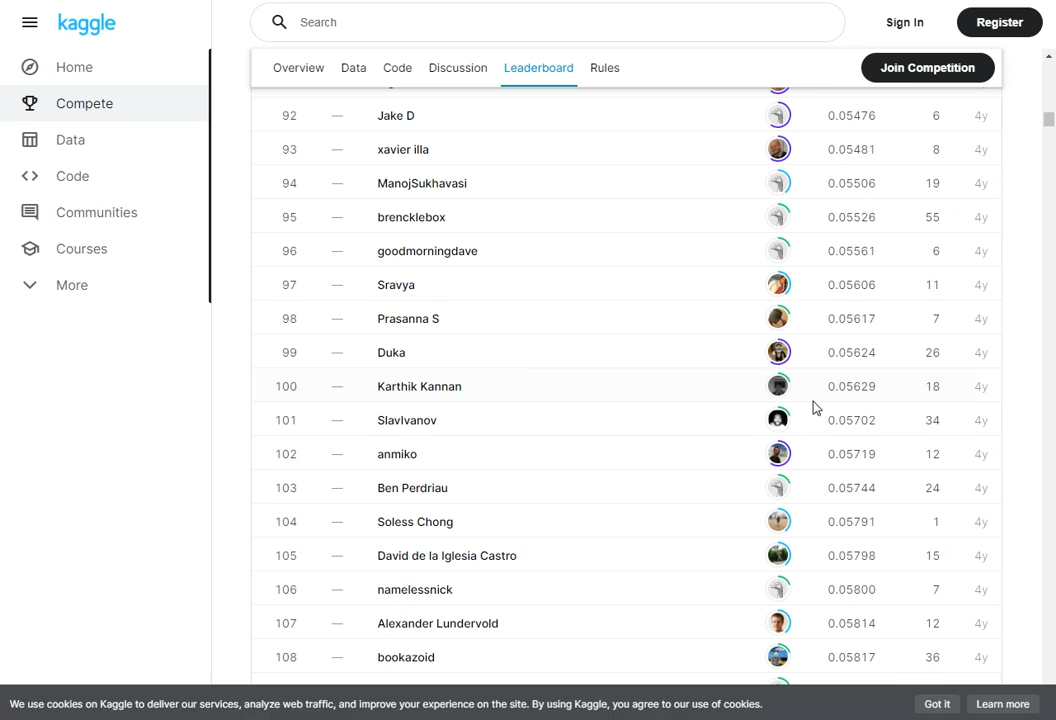 kaggle
Search
Sign In
Register
Home
Compete
Data
Code
Communities
Courses
More
Overview Data Code Discussion Leaderboard Rules
Join Competition
92 — Jake D 0.05476 6 4y
93 — xavier illa 0.05481 8 4y
94 — ManojSukhavasi 0.05506 19 4y
95 — brencklebox 0.05526 55 4y
96 — goodmorningdave 0.05561 6 4y
97 — Sravya 0.05606 11 4y
98 — Prasanna S 0.05617 7 4y
99 — Duka 0.05624 26 4y
100 — Karthik Kannan 0.05629 18 4y
101 — SlavIvanov 0.05702 34 4y
102 — anmiko 0.05719 12 4y
103 — Ben Perdriau 0.05744 24 4y
104 — Soless Chong 0.05791 1 4y
105 — David de la Iglesia Castro 0.05798 15 4y
106 — namelessnick 0.05800 7 4y
107 — Alexander Lundervold 0.05814 12 4y
108 — bookazoid 0.05817 36 4y
We use cookies on Kaggle to deliver our services, analyze web traffic, and improve your experience on the site. By using Kaggle, you agree to our use of cookies.
Got it
Learn more